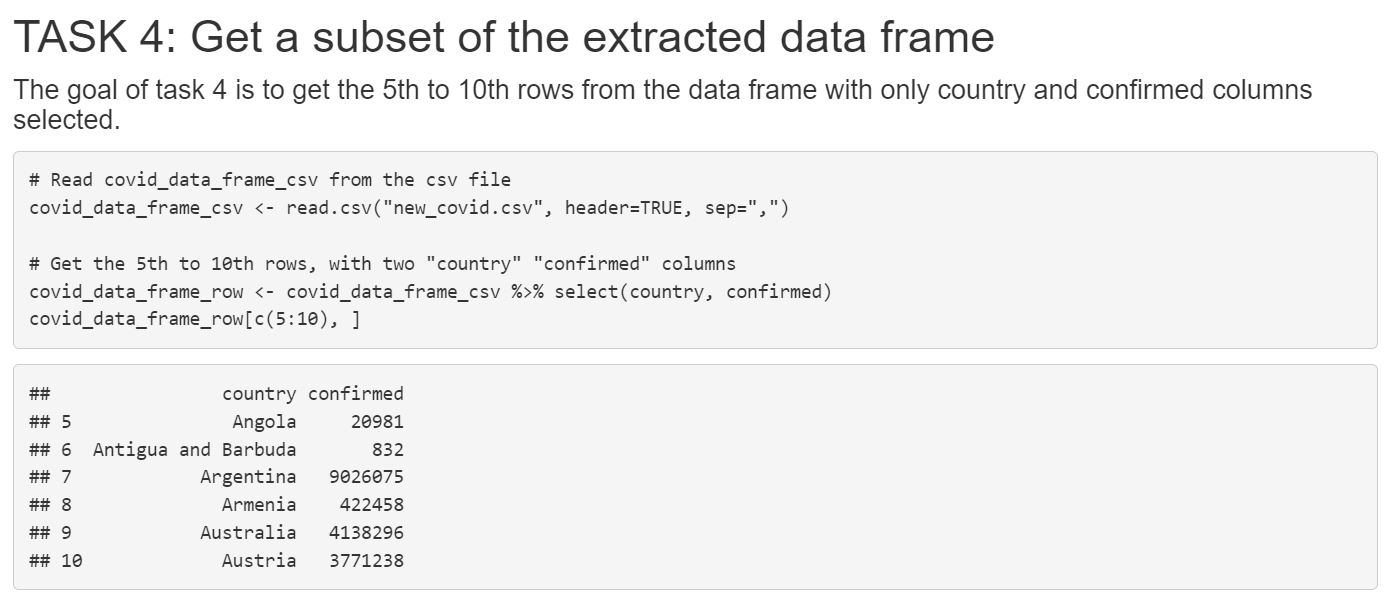 TASK 4: Get a subset of the extracted data frame
The goal of task 4 is to get the 5th to 10th rows from the data frame with only country and confirmed columns
selected.
# Read covid_data_frame_csv from the csv file
covid_data_frame_csv <- read.csv("new_covid.csv", header=TRUE, sep=",")
# Get the 5th to 10th rows, with two "country" "confirmed" columns
covid_data_frame_row <- covid_data_frame_csv %>% select(country, confirmed)
covid_data_frame_row[c(5:10), ]
##                country confirmed
## 5               Angola     20981
## 6  Antigua and Barbuda       832
## 7            Argentina   9026075
## 8              Armenia    422458
## 9            Australia   4138296
## 10             Austria   3771238